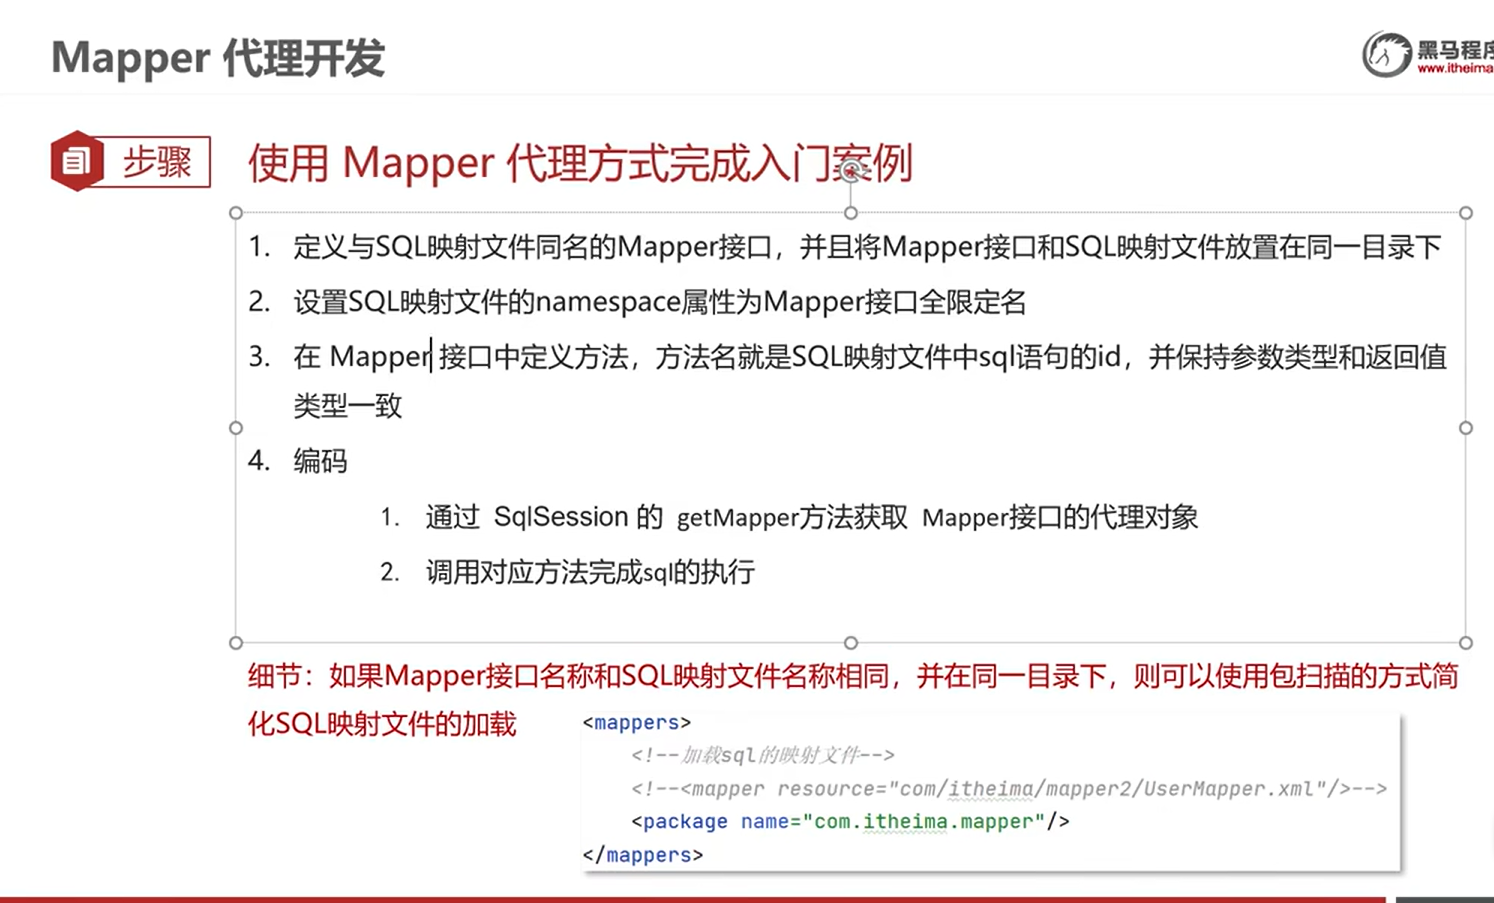 Mapper 代理开发
黑马程序
www.itheima
步骤
使用 Mapper 代理方式完成入门案例
1. 定义与SQL映射文件同名的Mapper接口，并且将Mapper接口和SQL映射文件放置在同一目录下
2. 设置SQL映射文件的namespace属性为Mapper接口全限定名
3. 在 Mapper 接口中定义方法，方法名就是SQL映射文件中sql语句的id，并保持参数类型和返回值
类型一致
4. 编码
1. 通过 SqlSession 的 getMapper方法获取 Mapper接口的代理对象
2. 调用对应方法完成sql的执行
细节：如果Mapper接口名称和SQL映射文件名称相同，并在同一目录下，则可以使用包扫描的方式简
化SQL映射文件的加载
<mappers>
<!--加载sql的映射文件-->
<!--<mapper resource="com/itheima/mapper2/UserMapper.xml"/>-->
<package name="com.itheima.mapper"/>
</mappers>